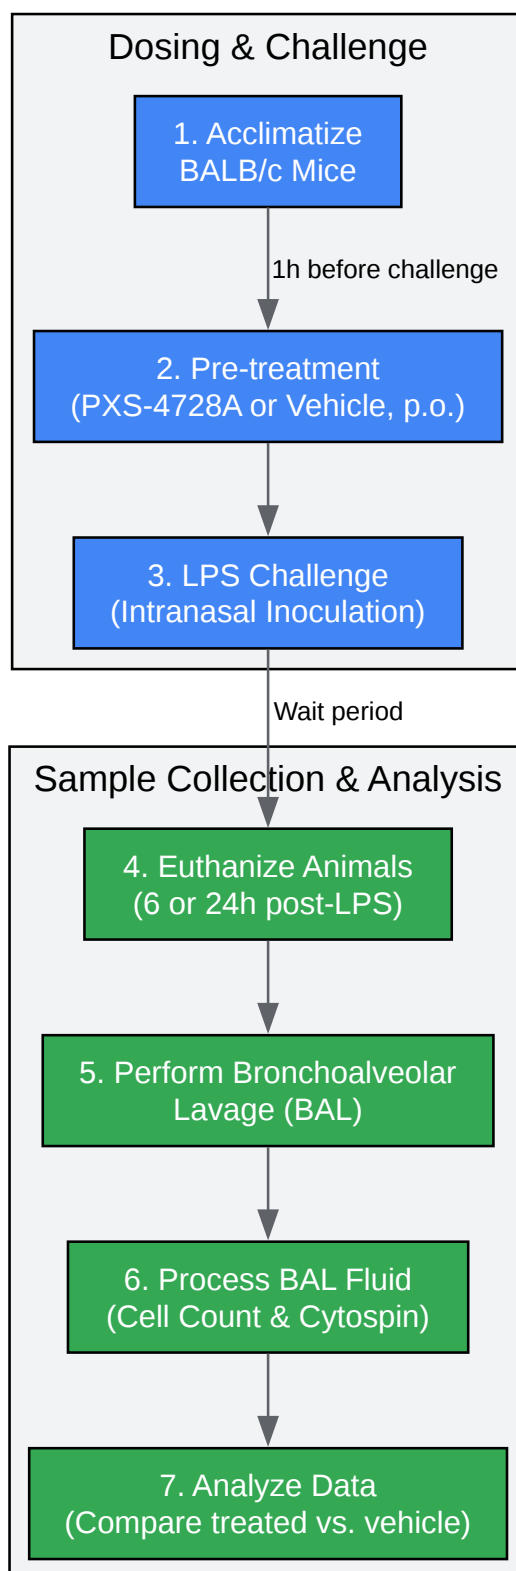 Dosing & Challenge
1. Acclimatize
BALB/c Mice
1h before challenge
2. Pre-treatment
(PXS-4728A or Vehicle, p.o.)
3. LPS Challenge
(Intranasal Inoculation)
Wait period
Sample Collection & Analysis
4. Euthanize Animals
(6 or 24h post-LPS)
5. Perform Bronchoalveolar
Lavage (BAL)
6. Process BAL Fluid
(Cell Count & Cytospin)
7. Analyze Data
(Compare treated vs. vehicle)